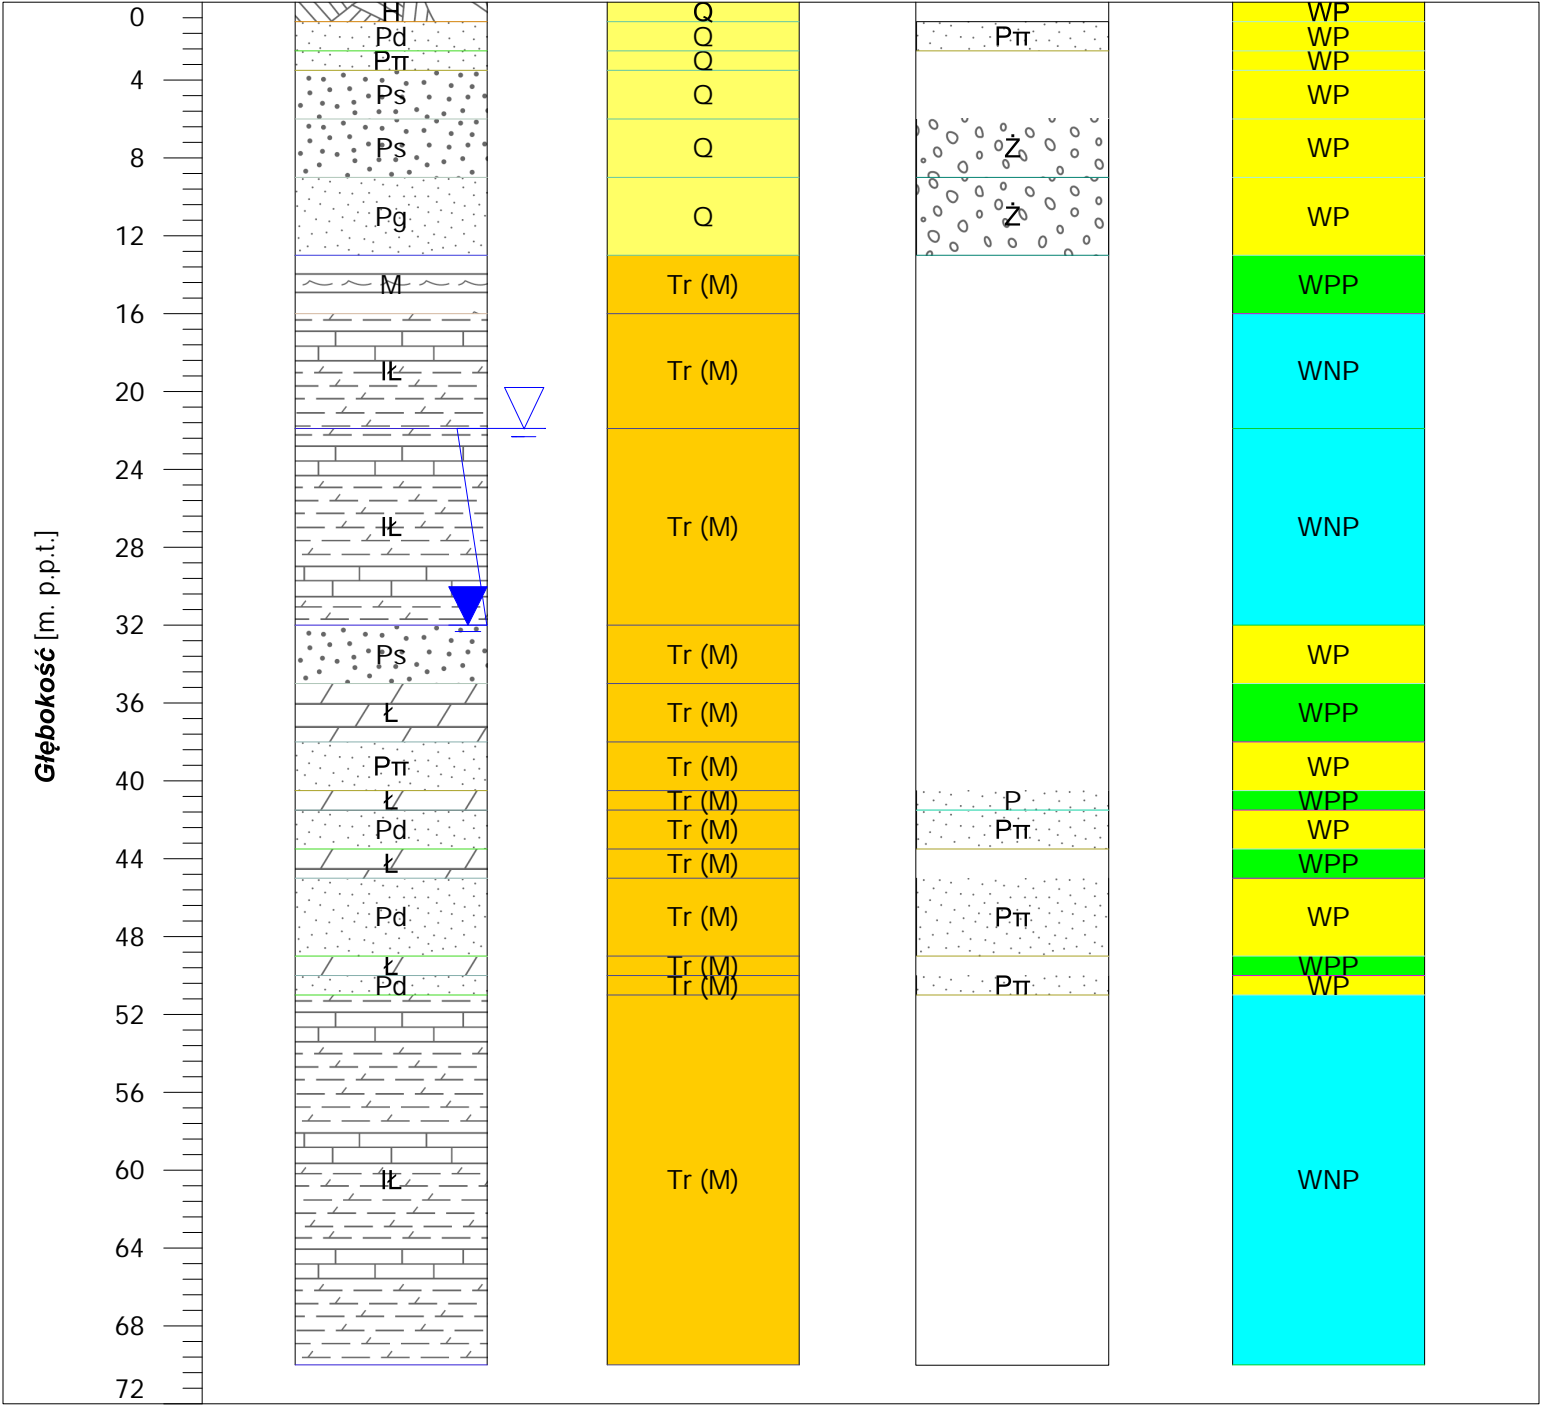 0 H Q Q WP WP
Pd Q Pπ WP
Pπ Q WP
4
Ps Q WP
8 Ps Q Ż WP
Pg Q Ż WP
12
M Tr (M) WPP
16
IŁ Tr (M) WNP
20
24
IŁ Tr (M) WNP
28
32
Ps Tr (M) WP
36
Ł Tr (M) WPP
Pπ Tr (M) WP
40
Ł Tr (M) P WPP
Pd Tr (M) Pπ WP
44 Ł Tr (M) WPP
Pd Tr (M) Pπ WP
48
Ł Tr (M) WPP
Pd Tr (M) Pπ WP
52
56
60 IŁ Tr (M) WNP
64
68
72
Głębokość [m. p.p.t.]